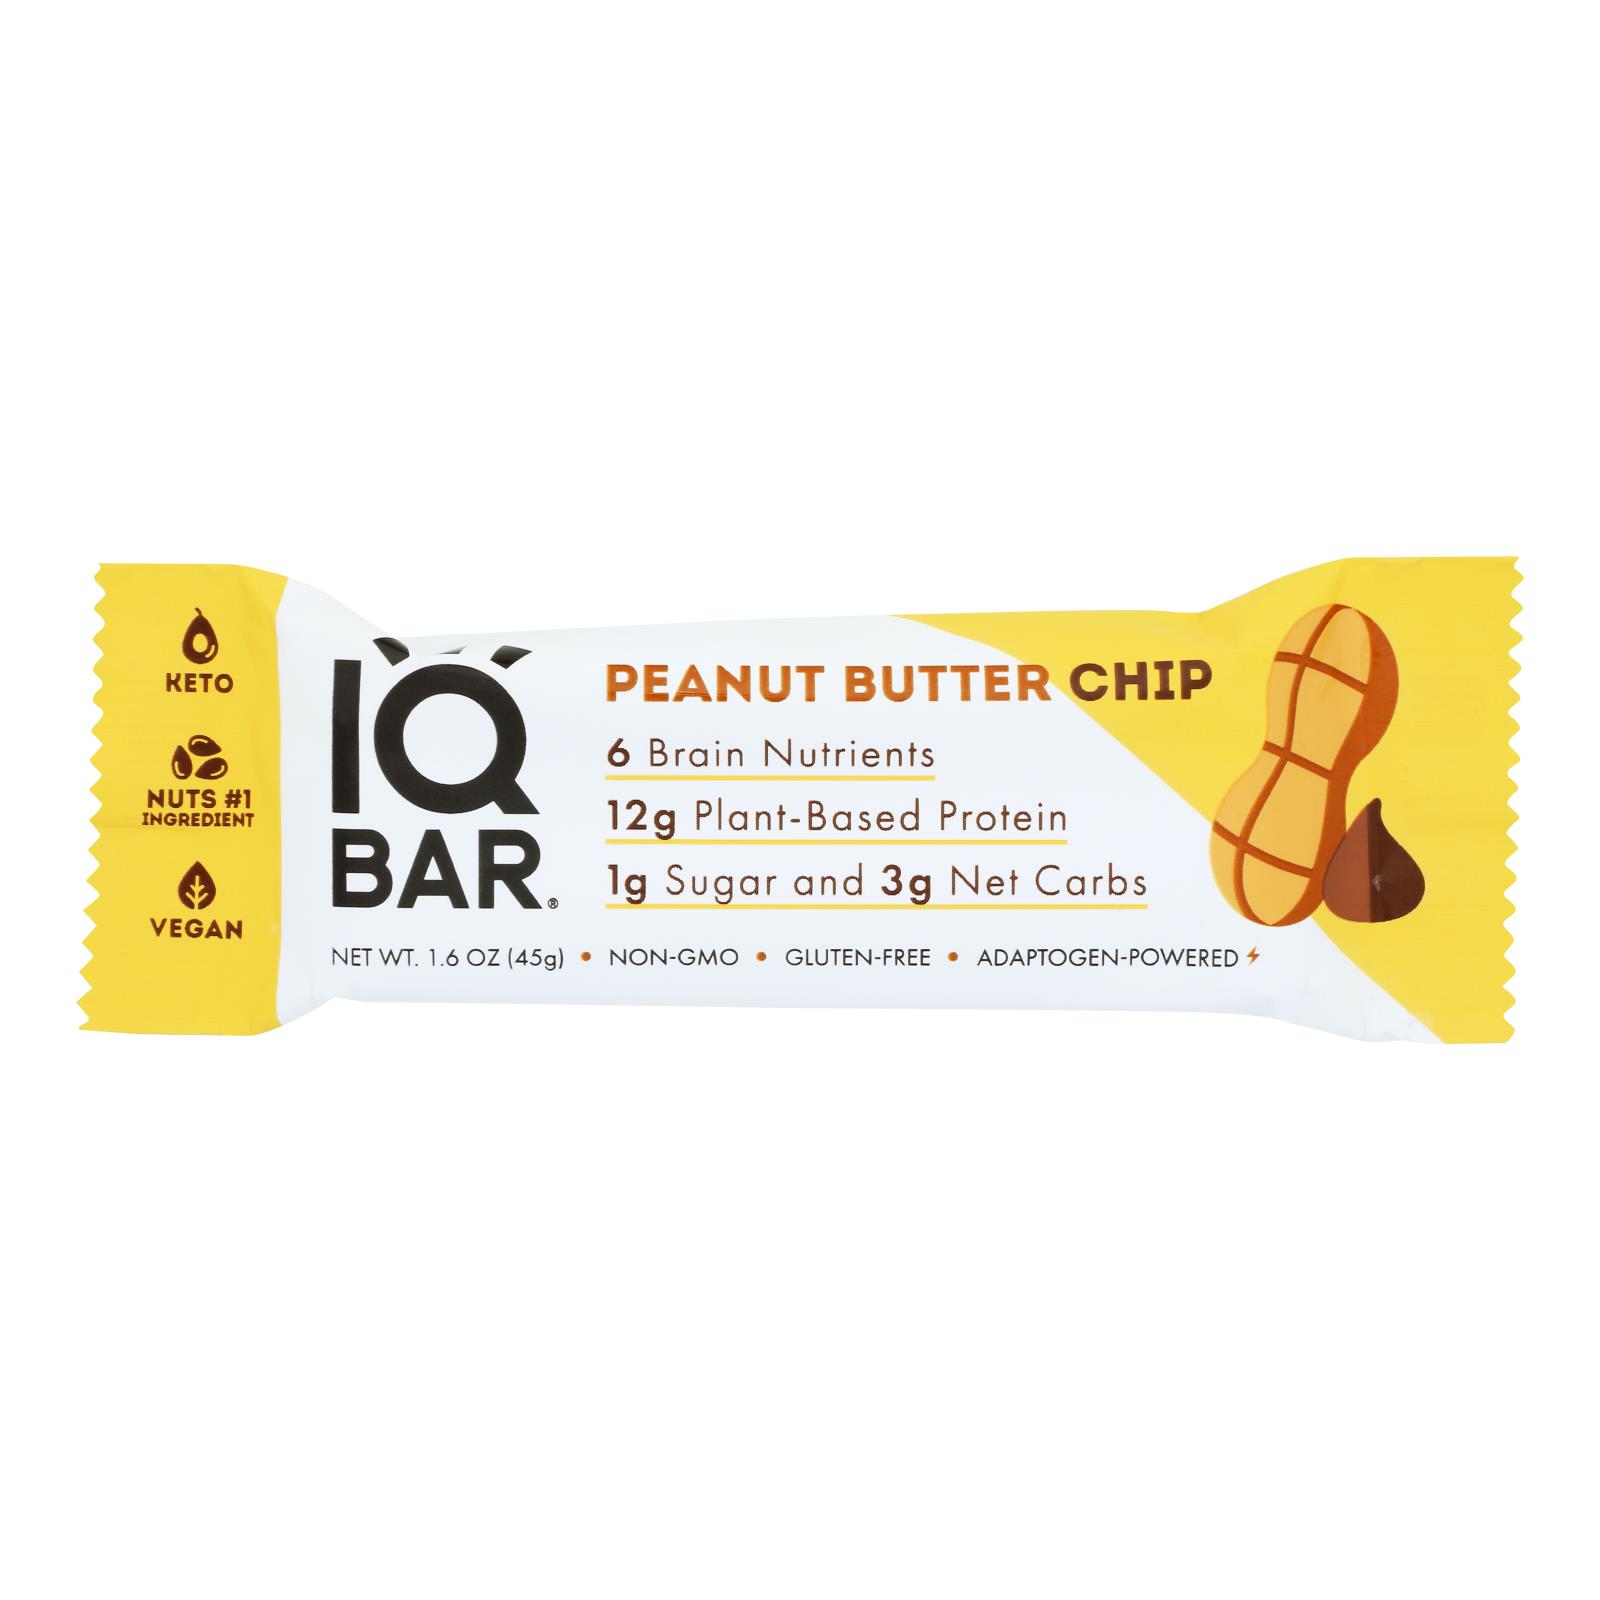 KETO
NUTS #1
INGREDIENT
VEGAN
IQ
BAR®
PEANUT BUTTER CHIP
6 Brain Nutrients
12g Plant-Based Protein
1g Sugar and 3g Net Carbs
NET WT. 1.6 OZ (45g) • NON-GMO • GLUTEN-FREE • ADAPTOGEN-POWERED